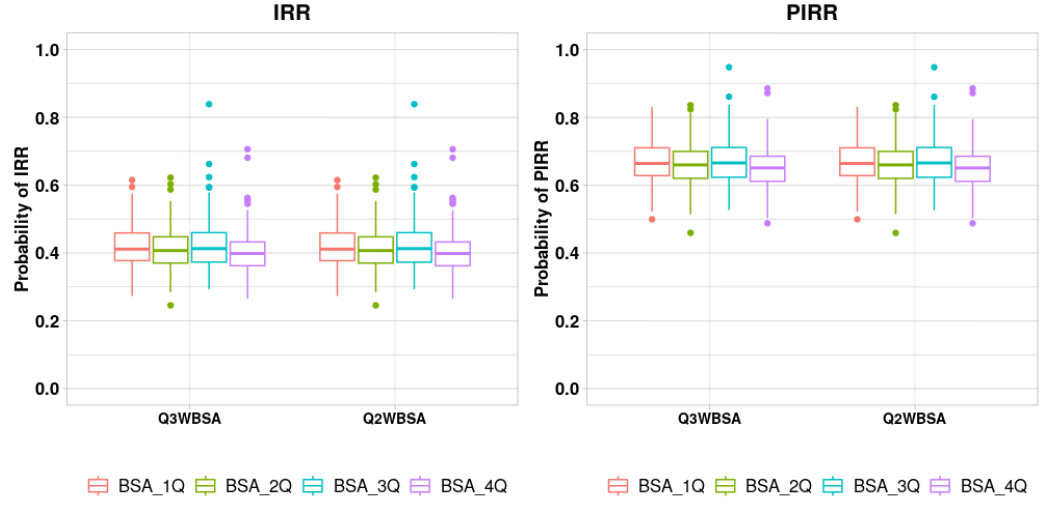 IRR
Probability of IRR
1.0
0.8
0.6
0.4
0.2
0.0
Q3WBSA Q2WBSA
BSA_1Q BSA_2Q BSA_3Q BSA_4Q
PIRR
Probability of PIRR
1.0
0.8
0.6
0.4
0.2
0.0
Q3WBSA Q2WBSA
BSA_1Q BSA_2Q BSA_3Q BSA_4Q